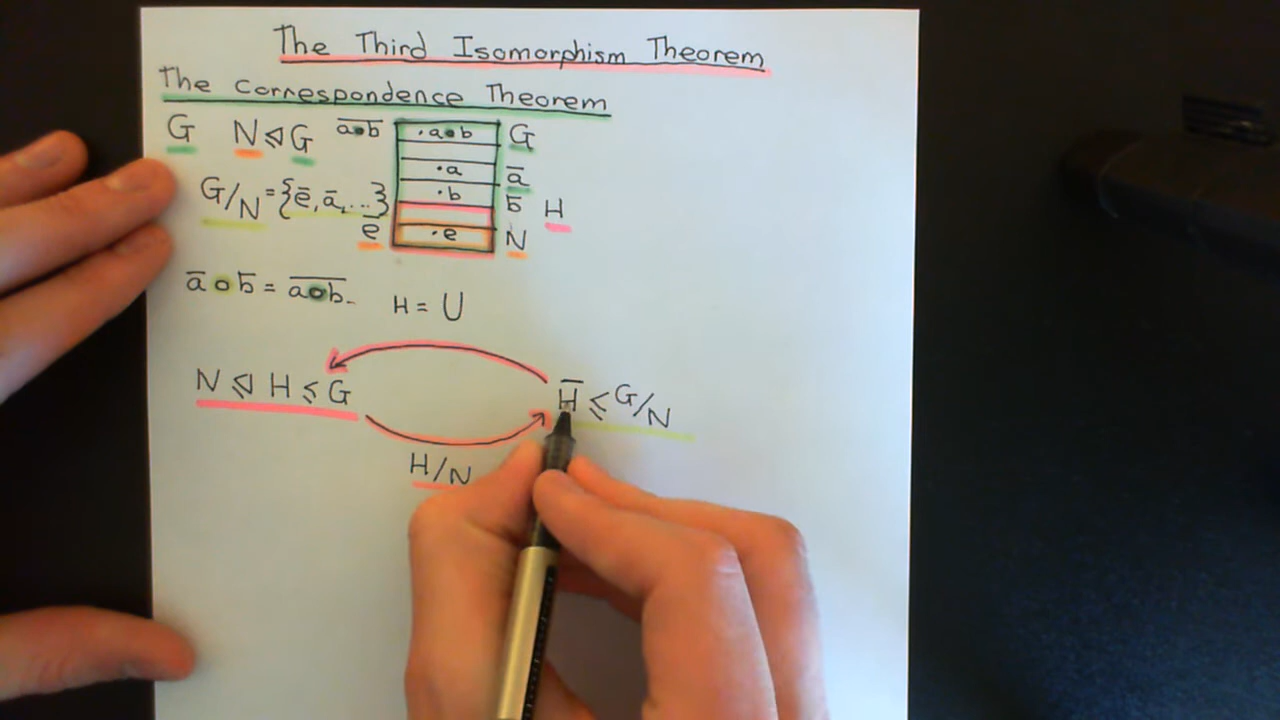 The Third Isomorphism Theorem
The Correspondence Theorem
G N⊲G a∘b ·a∘b G
·a ā
G/N={ē,ā,...} ·b b̄ H
ē ·e N
ā∘b̄=a∘b. H=U
N⊴H≤G H̄≤G/N
H/N